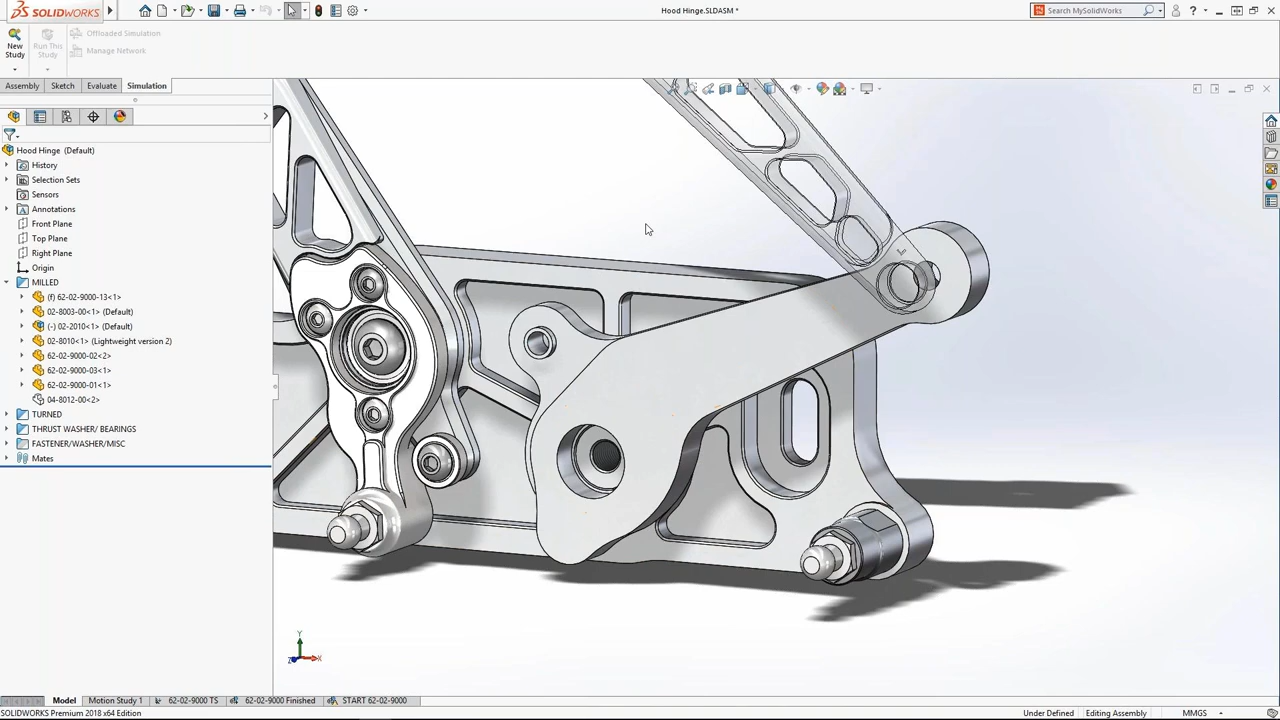 SOLIDWORKS
Hood Hinge.SLDASM *
Search MySolidWorks
?
New Study
Run This Study
Offloaded Simulation
Manage Network
Assembly
Sketch
Evaluate
Simulation
Hood Hinge (Default)
History
Selection Sets
Sensors
Annotations
Front Plane
Top Plane
Right Plane
Origin
MILLED
(f) 62-02-9000-13<1>
02-8003-00<1> (Default)
(-) 02-2010<1> (Default)
02-8010<1> (Lightweight version 2)
62-02-9000-02<2>
62-02-9000-03<1>
62-02-9000-01<1>
04-8012-00<2>
TURNED
THRUST WASHER/ BEARINGS
FASTENER/WASHER/MISC
Mates
Y
Z
X
Model
Motion Study 1
62-02-9000 TS
62-02-9000 Finished
START 62-02-9000
SOLIDWORKS Premium 2018 x64 Edition
Under Defined
Editing Assembly
MMGS